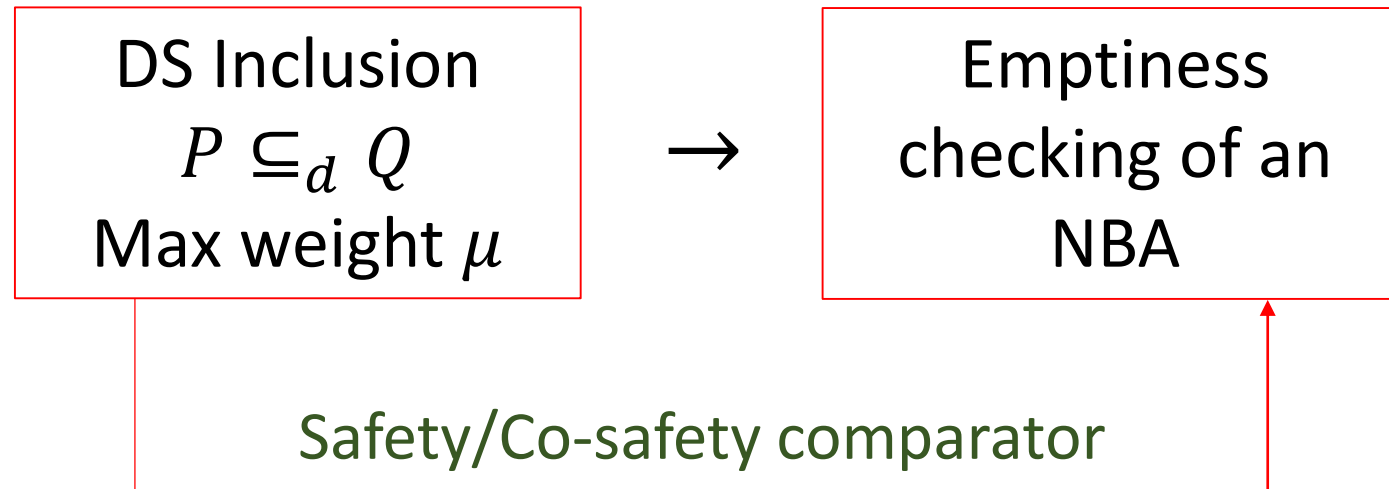 DS Inclusion
P ⊆_d Q
Max weight μ
→
Emptiness
checking of an
NBA
Safety/Co-safety comparator